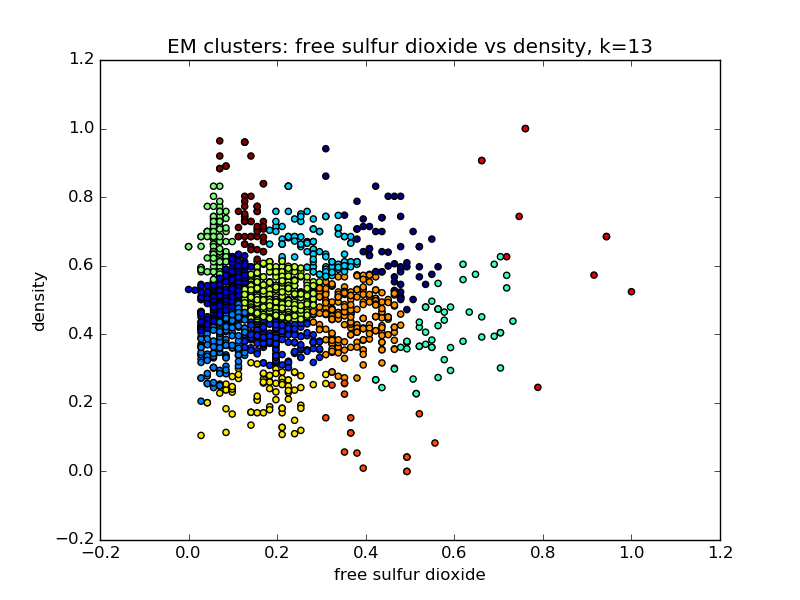 EM clusters: free sulfur dioxide vs density, k=13
1.2
1.0
0.8
0.6
0.4
0.2
0.0
−0.2
density
−0.2 0.0 0.2 0.4 0.6 0.8 1.0 1.2
free sulfur dioxide